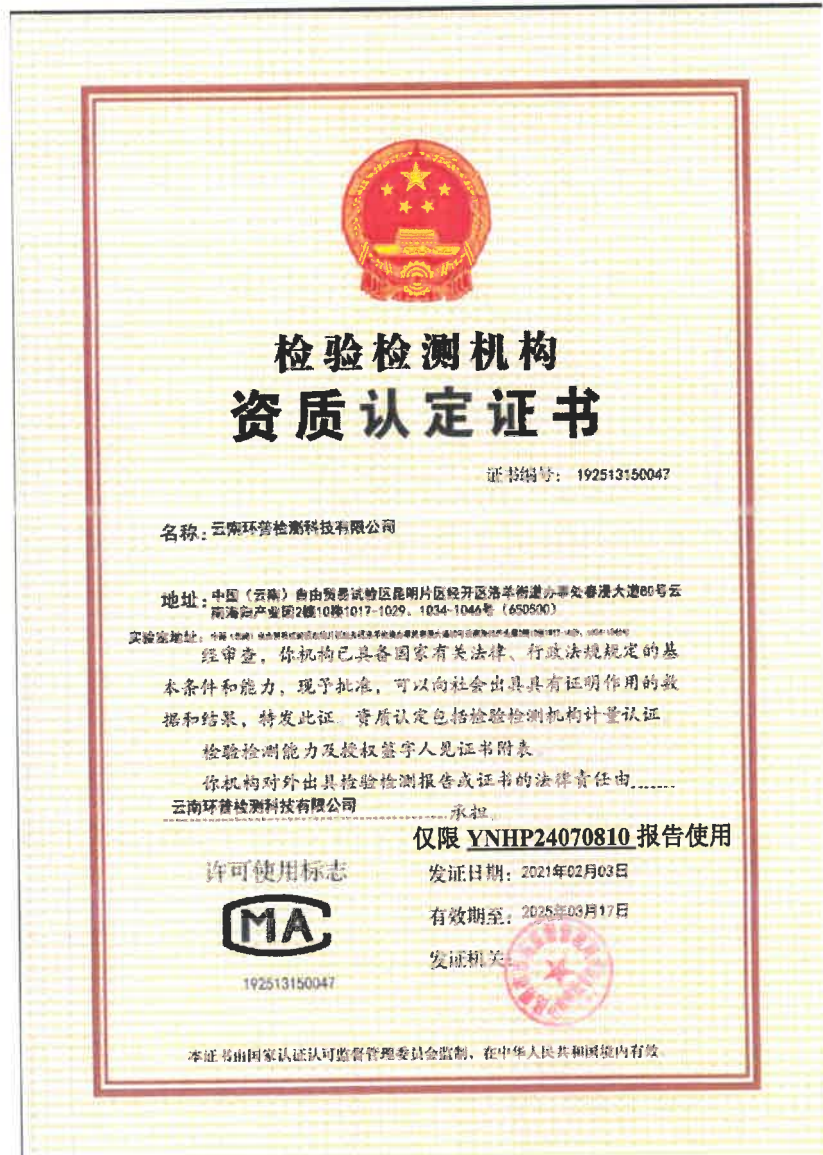 检验检测机构
资质认定证书
证书编号： 192513150047
名称：云南环普检测科技有限公司
地址：中国（云南）自由贸易试验区昆明片区经开区洛羊街道办事处春漫大道80号云
南海归产业园2幢10楼1017-1029、1034-1046号（650500）
实验室地址：
经审查，你机构已具备国家有关法律、行政法规规定的基
本条件和能力，现予批准，可以向社会出具具有证明作用的数
据和结果，特发此证。资质认定包括检验检测机构计量认证。
检验检测能力及授权签字人见证书附表。
你机构对外出具检验检测报告或证书的法律责任由
云南环普检测科技有限公司 承担。
仅限 YNHP24070810 报告使用
许可使用标志
发证日期：2021年02月03日
MA
有效期至：2025年03月17日
发证机关：
192513150047
本证书由国家认证认可监督管理委员会监制，在中华人民共和国境内有效。